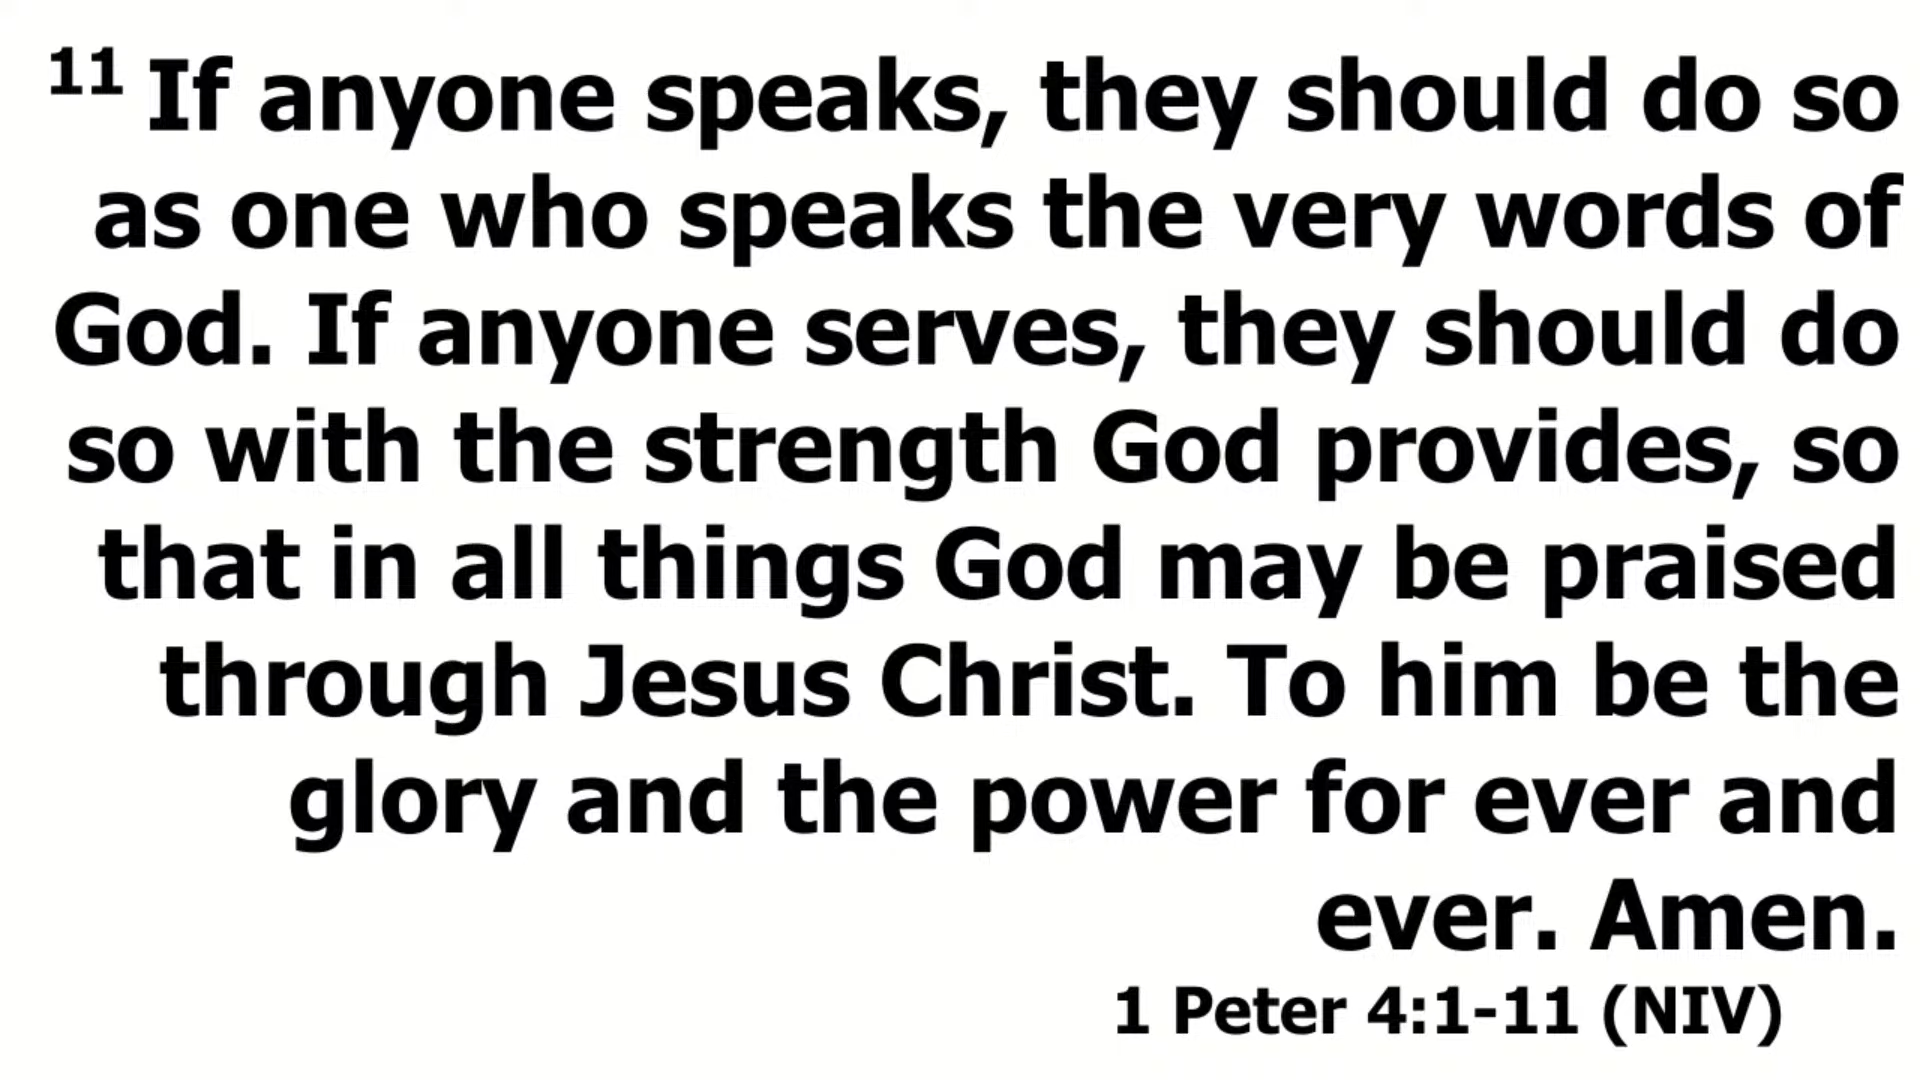 11 If anyone speaks, they should do so
as one who speaks the very words of
God. If anyone serves, they should do
so with the strength God provides, so
that in all things God may be praised
through Jesus Christ. To him be the
glory and the power for ever and
ever. Amen.
1 Peter 4:1-11 (NIV)